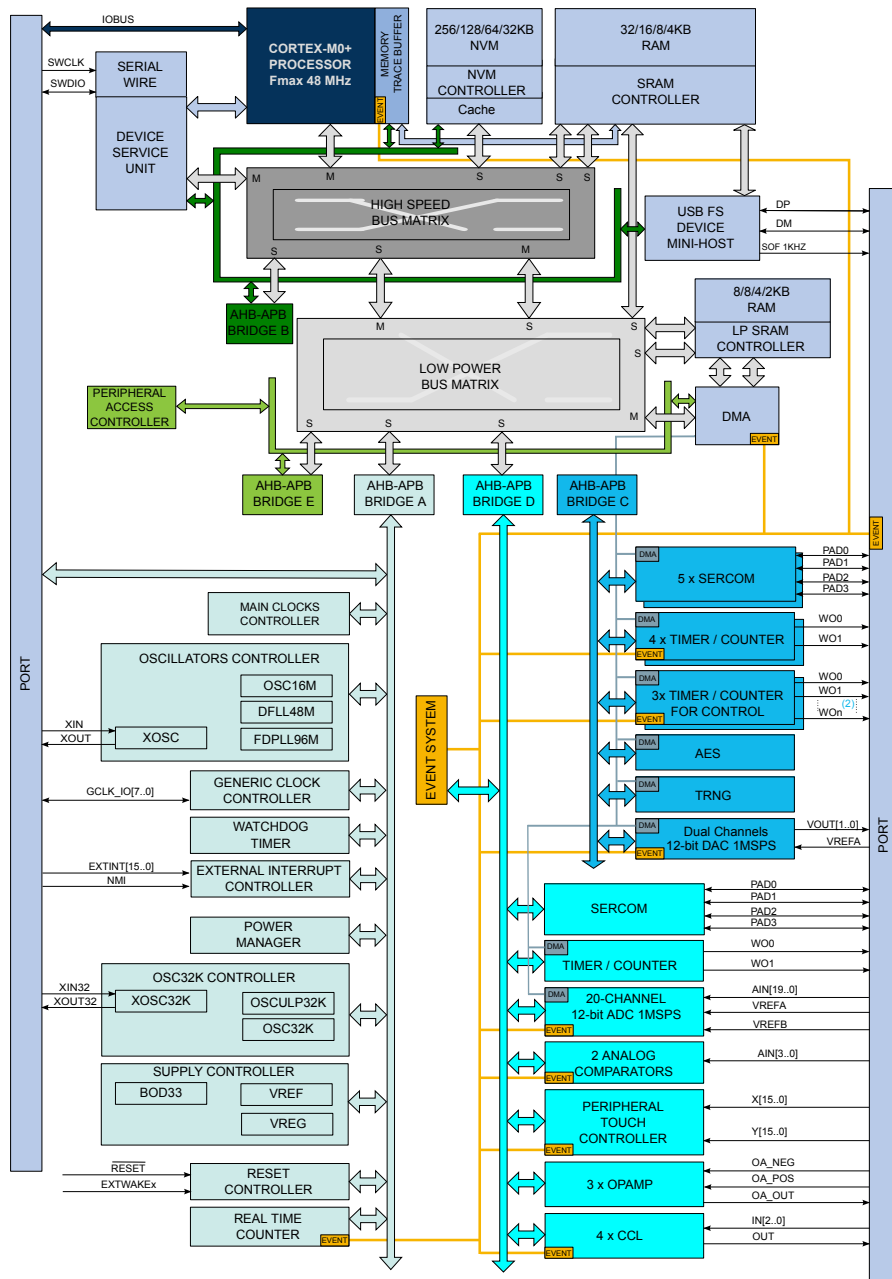 IOBUS
SWCLK
SWDIO
SERIAL
WIRE
DEVICE
SERVICE
UNIT
CORTEX-M0+
PROCESSOR
Fmax 48 MHz
MEMORY
TRACE BUFFER
EVENT
256/128/64/32KB
NVM
NVM
CONTROLLER
Cache
32/16/8/4KB
RAM
SRAM
CONTROLLER
M
M
S
S
S
HIGH SPEED
BUS MATRIX
S
S
M
USB FS
DEVICE
MINI-HOST
DP
DM
SOF 1KHZ
AHB-APB
BRIDGE B
8/8/4/2KB
RAM
LP SRAM
CONTROLLER
M
S
S
S
LOW POWER
BUS MATRIX
S
S
S
M
PERIPHERAL
ACCESS
CONTROLLER
DMA
EVENT
AHB-APB
BRIDGE E
AHB-APB
BRIDGE A
AHB-APB
BRIDGE D
AHB-APB
BRIDGE C
PORT
EVENT
PORT
MAIN CLOCKS
CONTROLLER
OSCILLATORS CONTROLLER
OSC16M
DFLL48M
FDPLL96M
XOSC
XIN
XOUT
GCLK_IO[7..0]
GENERIC CLOCK
CONTROLLER
WATCHDOG
TIMER
EXTINT[15..0]
NMI
EXTERNAL INTERRUPT
CONTROLLER
POWER
MANAGER
OSC32K CONTROLLER
XIN32
XOUT32
XOSC32K
OSCULP32K
OSC32K
SUPPLY CONTROLLER
BOD33
VREF
VREG
RESET
EXTWAKEx
RESET
CONTROLLER
REAL TIME
COUNTER
EVENT
EVENT SYSTEM
DMA
5 x SERCOM
PAD0
PAD1
PAD2
PAD3
DMA
4 x TIMER / COUNTER
EVENT
WO0
WO1
DMA
3x TIMER / COUNTER
FOR CONTROL
EVENT
WO0
WO1
(2)
WOn
AES
TRNG
DMA
Dual Channels
12-bit DAC 1MSPS
EVENT
VOUT[1..0]
VREFA
SERCOM
PAD0
PAD1
PAD2
PAD3
DMA
TIMER / COUNTER
WO0
WO1
DMA
20-CHANNEL
12-bit ADC 1MSPS
EVENT
AIN[19..0]
VREFA
VREFB
2 ANALOG
COMPARATORS
EVENT
AIN[3..0]
PERIPHERAL
TOUCH
CONTROLLER
EVENT
X[15..0]
Y[15..0]
3 x OPAMP
OA_NEG
OA_POS
OA_OUT
4 x CCL
EVENT
IN[2..0]
OUT